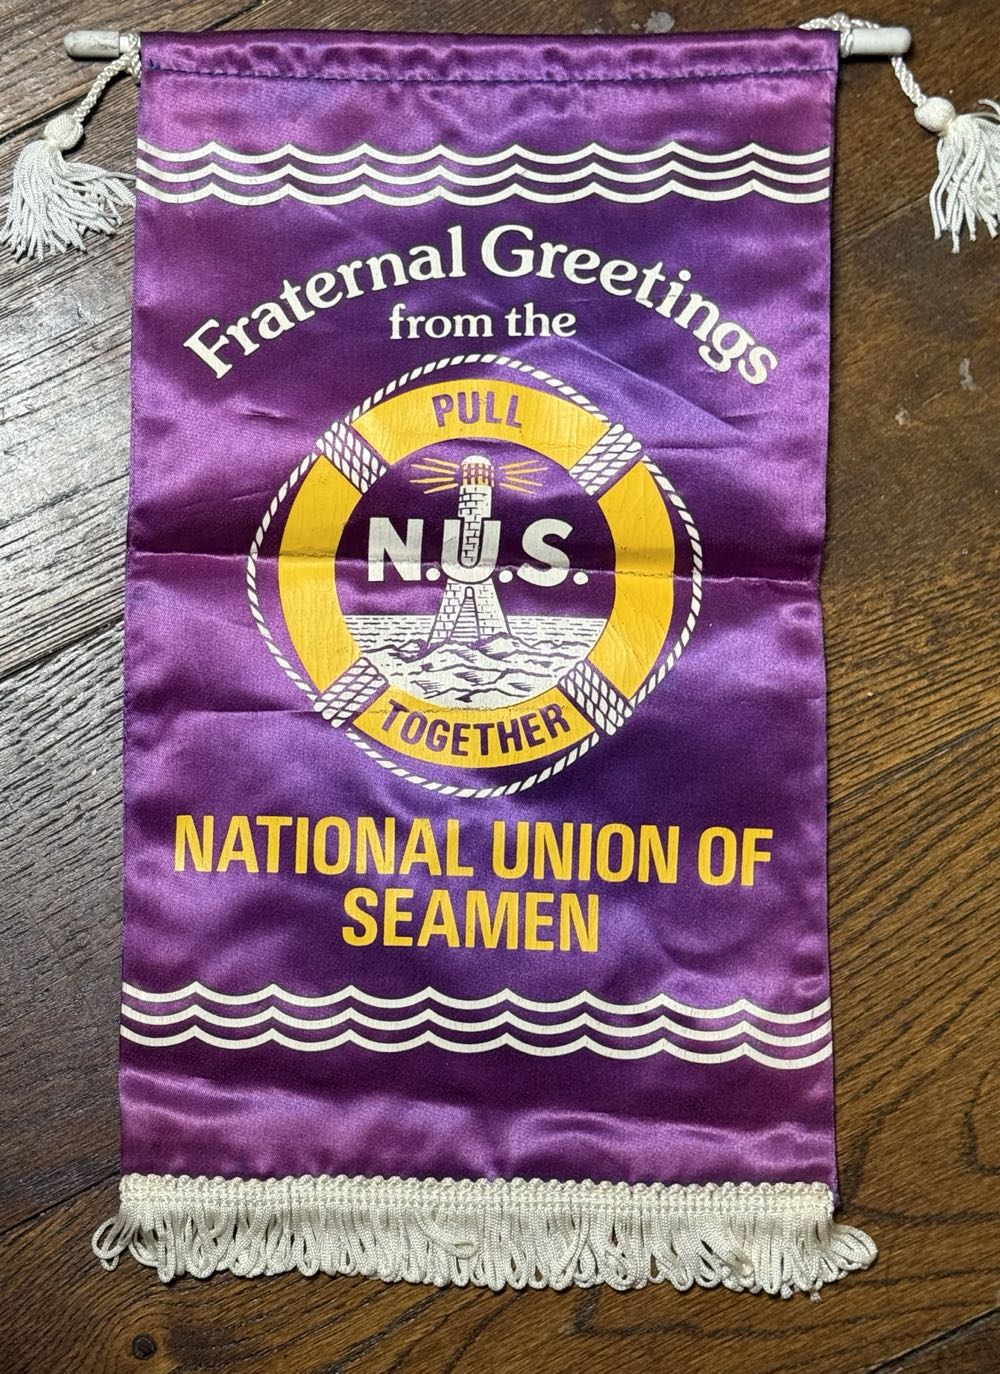 Fraternal Greetings
from the
PULL
N.U.S.
TOGETHER
NATIONAL UNION OF
SEAMEN